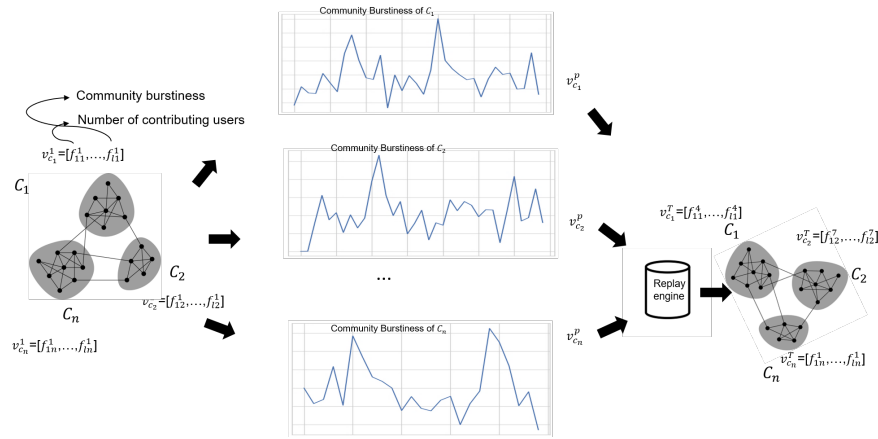 Community burstiness
Number of contributing users
v_{c_1}^1=[f_{11}^1,…,f_{l1}^1]
C_1
C_2
C_n
v_{c_2}=[f_{12}^1,…,f_{l2}^1]
v_{c_n}^1=[f_{1n}^1,…,f_{ln}^1]
Community Burstiness of C_1
v_{c_1}^p
Community Burstiness of C_2
v_{c_2}^p
...
Community Burstiness of C_n
v_{c_n}^p
Replay
engine
v_{c_1}^T=[f_{11}^4,…,f_{l1}^4]
C_1
v_{c_2}^T=[f_{12}^7,…,f_{l2}^7]
C_2
v_{c_n}^T=[f_{1n}^1,…,f_{ln}^1]
C_n